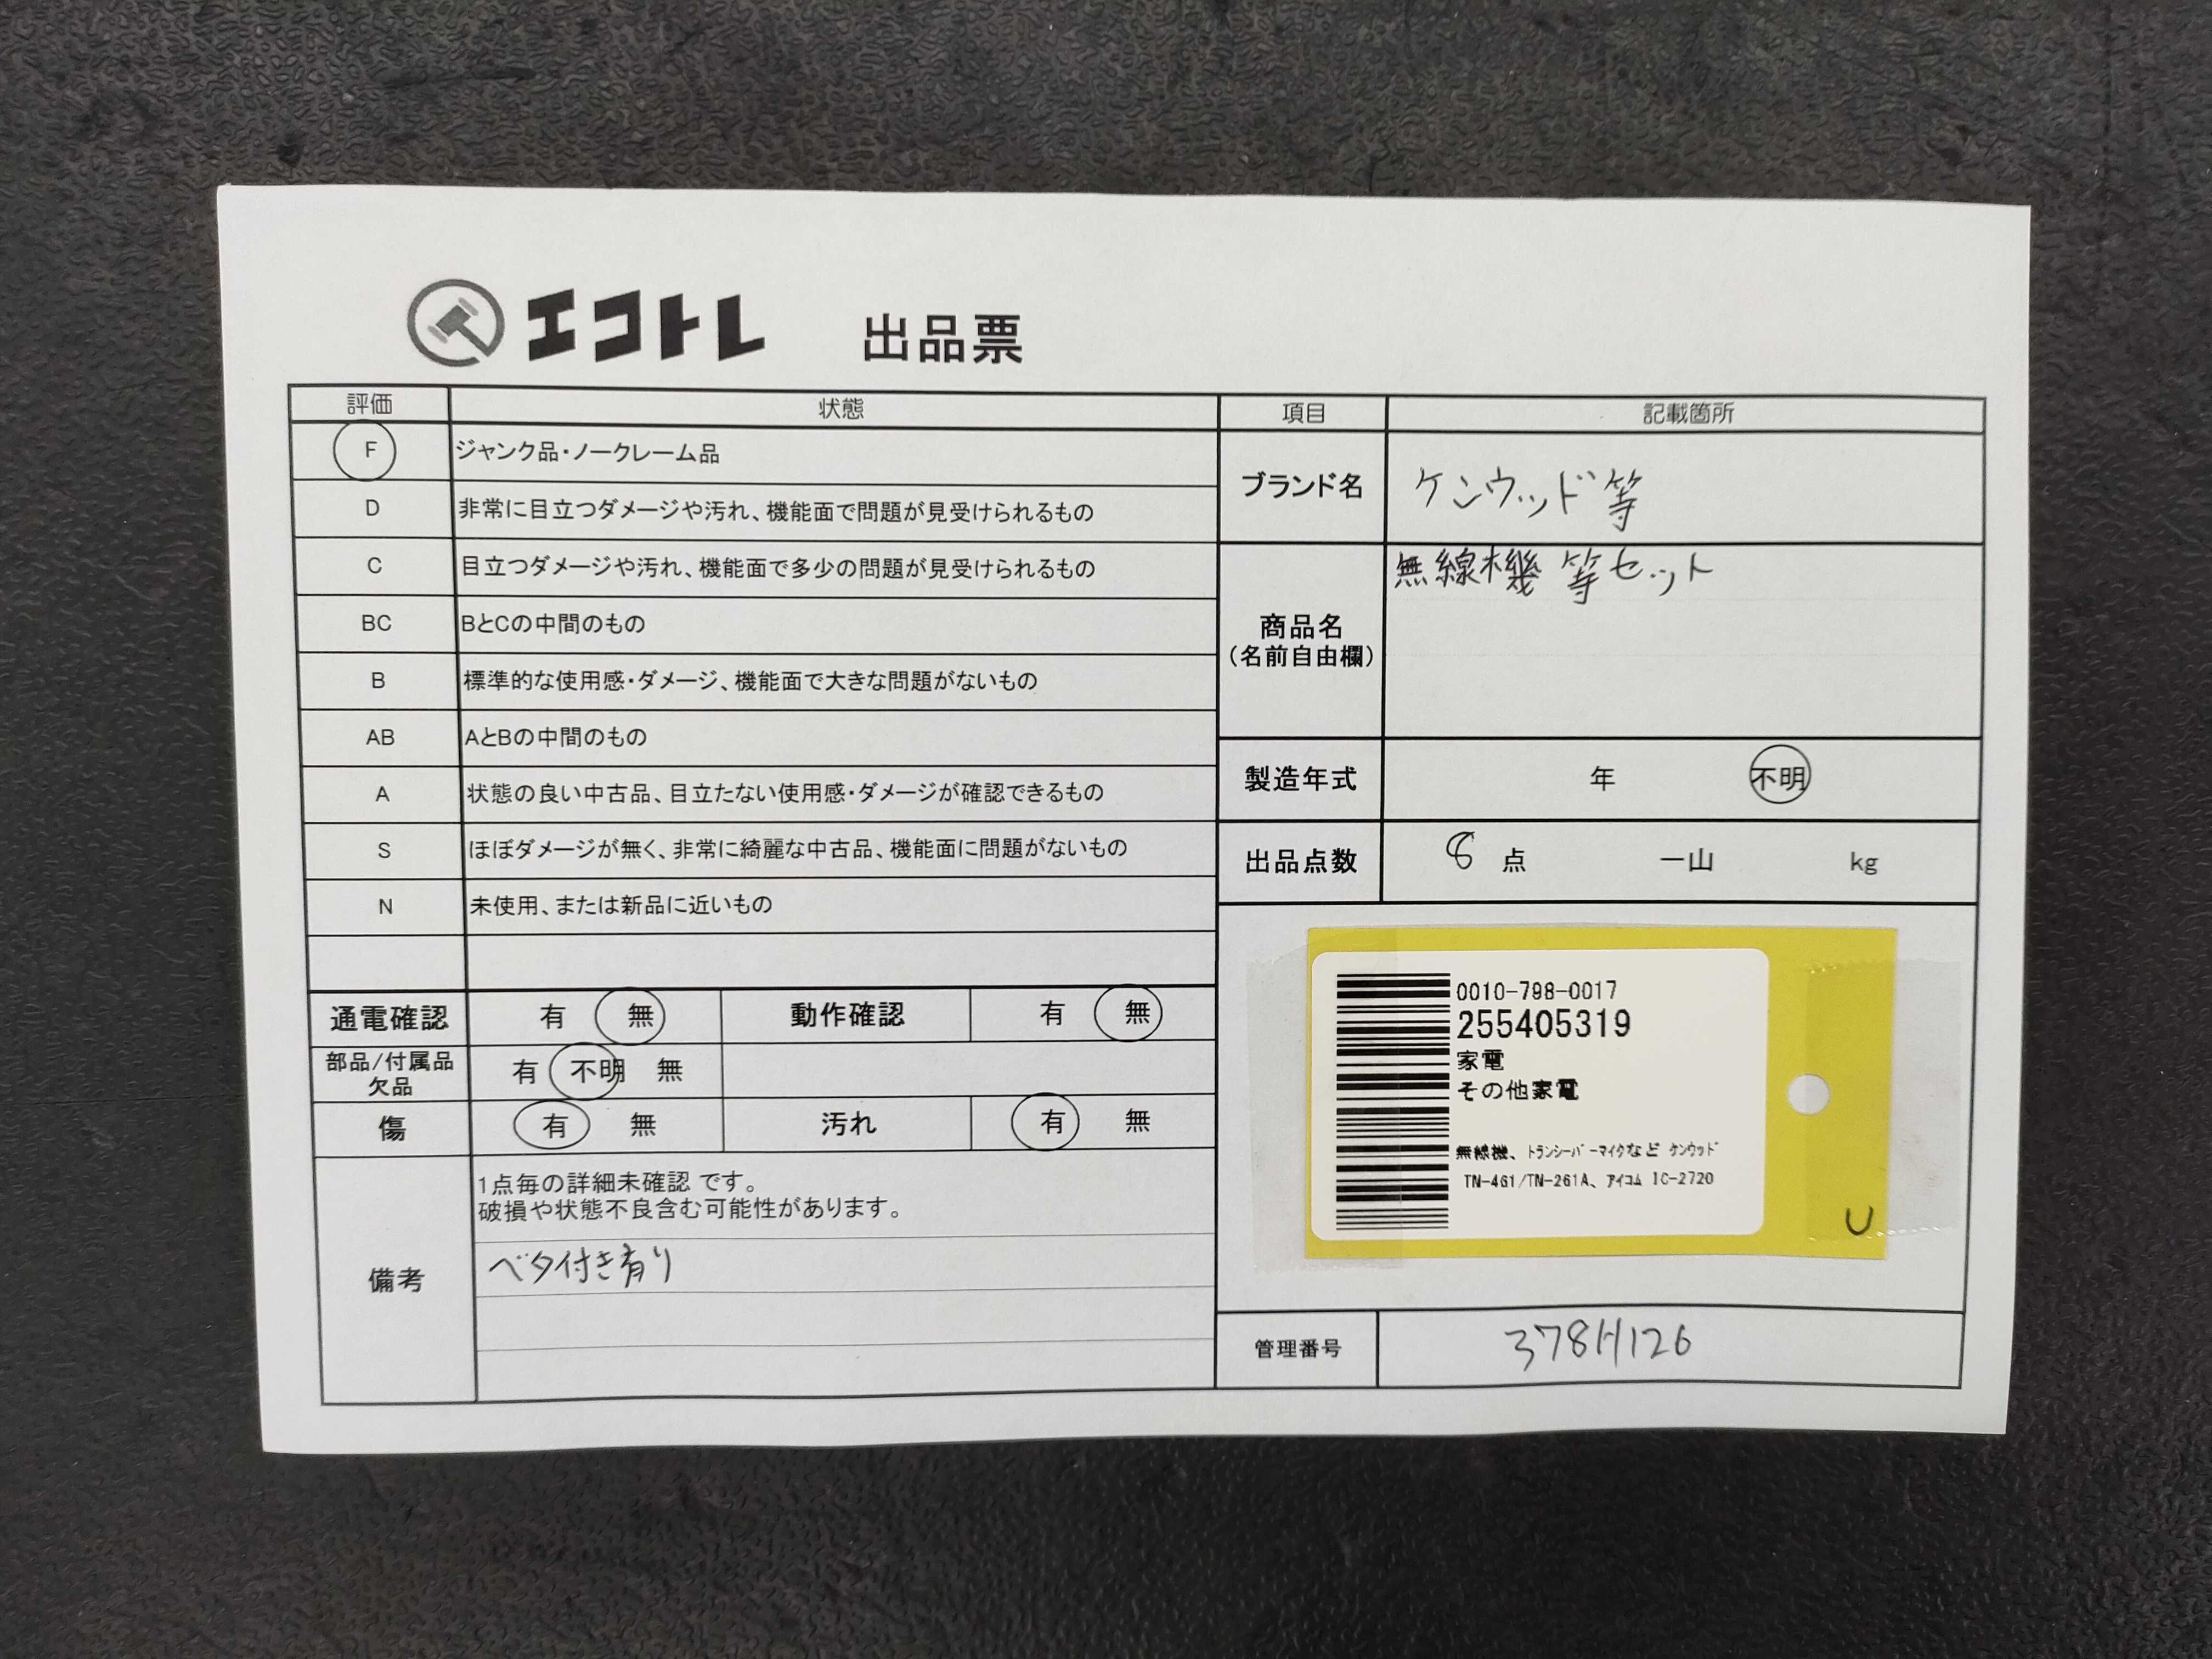 エコトレ 出品票
評価 状態
F ジャンク品・ノークレーム品
D 非常に目立つダメージや汚れ、機能面で問題が見受けられるもの
C 目立つダメージや汚れ、機能面で多少の問題が見受けられるもの
BC BとCの中間のもの
B 標準的な使用感・ダメージ、機能面で大きな問題がないもの
AB AとBの中間のもの
A 状態の良い中古品、目立たない使用感・ダメージが確認できるもの
S ほぼダメージが無く、非常に綺麗な中古品、機能面に問題がないもの
N 未使用、または新品に近いもの
通電確認 有 無 動作確認 有 無
部品/付属品
欠品 有 不明 無
傷 有 無 汚れ 有 無
備考
1点毎の詳細未確認 です。
破損や状態不良含む可能性があります。
ベタ付き有り
項目 記載箇所
ブランド名 ケンウッド等
商品名
(名前自由欄)
無線機 等セット
製造年式 年 不明
出品点数 8 点 一山 kg
0010-798-0017
255405319
家電
その他家電
無線機、トランシーバーマイクなど ケンウッド
TN-461/TN-261A、アイコム IC-2720
U
管理番号 378H126